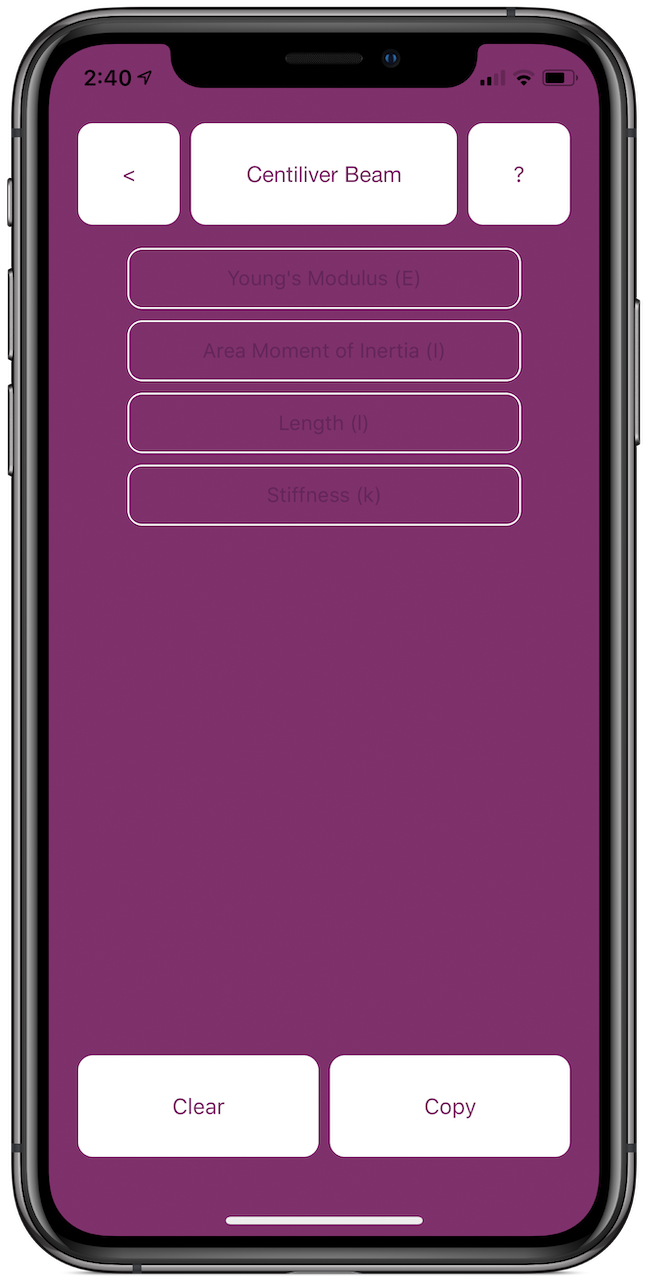 2:40
<
Centiliver Beam
?
Young's Modulus (E)
Area Moment of Inertia (I)
Length (l)
Stiffness (k)
Clear
Copy